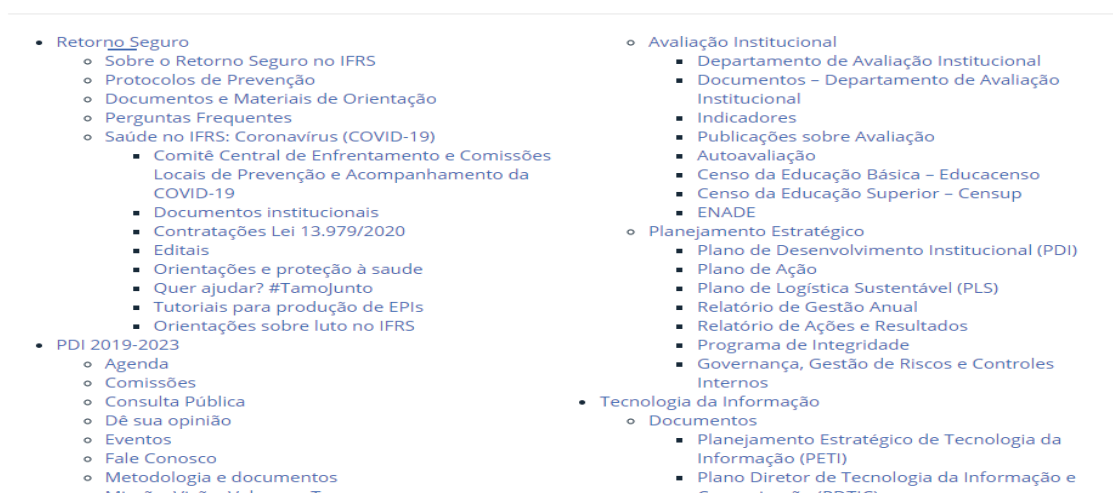 Retorno Seguro
Sobre o Retorno Seguro no IFRS
Protocolos de Prevenção
Documentos e Materiais de Orientação
Perguntas Frequentes
Saúde no IFRS: Coronavírus (COVID-19)
Comitê Central de Enfrentamento e Comissões
Locais de Prevenção e Acompanhamento da
COVID-19
Documentos institucionais
Contratações Lei 13.979/2020
Editais
Orientações e proteção à saude
Quer ajudar? #TamoJunto
Tutoriais para produção de EPIs
Orientações sobre luto no IFRS
PDI 2019-2023
Agenda
Comissões
Consulta Pública
Dê sua opinião
Eventos
Fale Conosco
Metodologia e documentos
Avaliação Institucional
Departamento de Avaliação Institucional
Documentos – Departamento de Avaliação
Institucional
Indicadores
Publicações sobre Avaliação
Autoavaliação
Censo da Educação Básica – Educacenso
Censo da Educação Superior – Censup
ENADE
Planejamento Estratégico
Plano de Desenvolvimento Institucional (PDI)
Plano de Ação
Plano de Logística Sustentável (PLS)
Relatório de Gestão Anual
Relatório de Ações e Resultados
Programa de Integridade
Governança, Gestão de Riscos e Controles
Internos
Tecnologia da Informação
Documentos
Planejamento Estratégico de Tecnologia da
Informação (PETI)
Plano Diretor de Tecnologia da Informação e